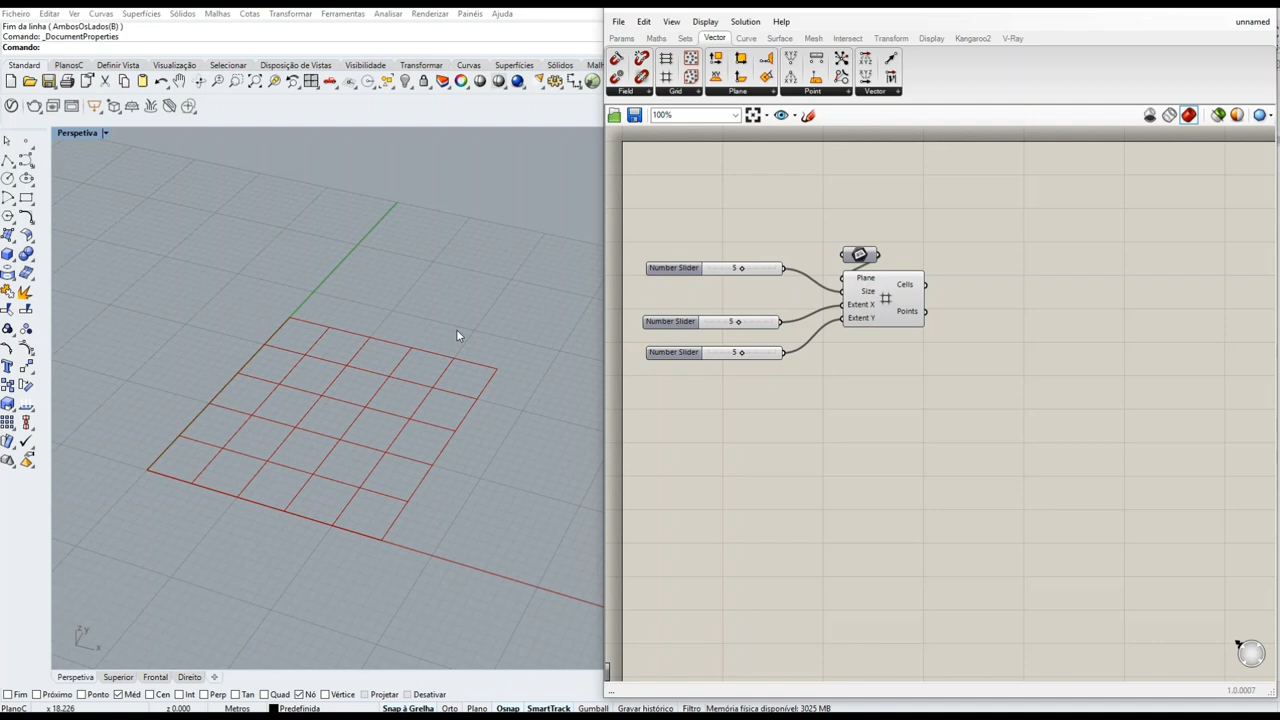 Ficheiro Editar Ver Curvas Superfícies Sólidos Malhas Cotas Transformar Ferramentas Analisar Renderizar Painéis Ajuda
Fim da linha ( AmbosOsLados(B) )
Comando: _DocumentProperties
Comando:
Standard PlanosC Definir Vista Visualização Selecionar Disposição de Vistas Visibilidade Transformar Curvas Superfícies Sólidos Malhas
Perspetiva
z y
x
Perspetiva Superior Frontal Direito
Fim Próximo Ponto Méd Cen Int Perp Tan Quad Nó Vértice Projetar Desativar
PlanoC x 18.226 z 0.000 Metros Predefinida Snap à Grelha Orto Plano Osnap SmartTrack Gumball Gravar histórico Filtro Memória física disponível: 3025 MB
File Edit View Display Solution Help unnamed
Params Maths Sets Vector Curve Surface Mesh Intersect Transform Display Kangaroo2 V-Ray
Field Grid Plane Point Vector
100%
Number Slider 5
Number Slider 5
Number Slider 5
Plane
Size
Extent X
Extent Y
Cells
Points
...
1.0.0007